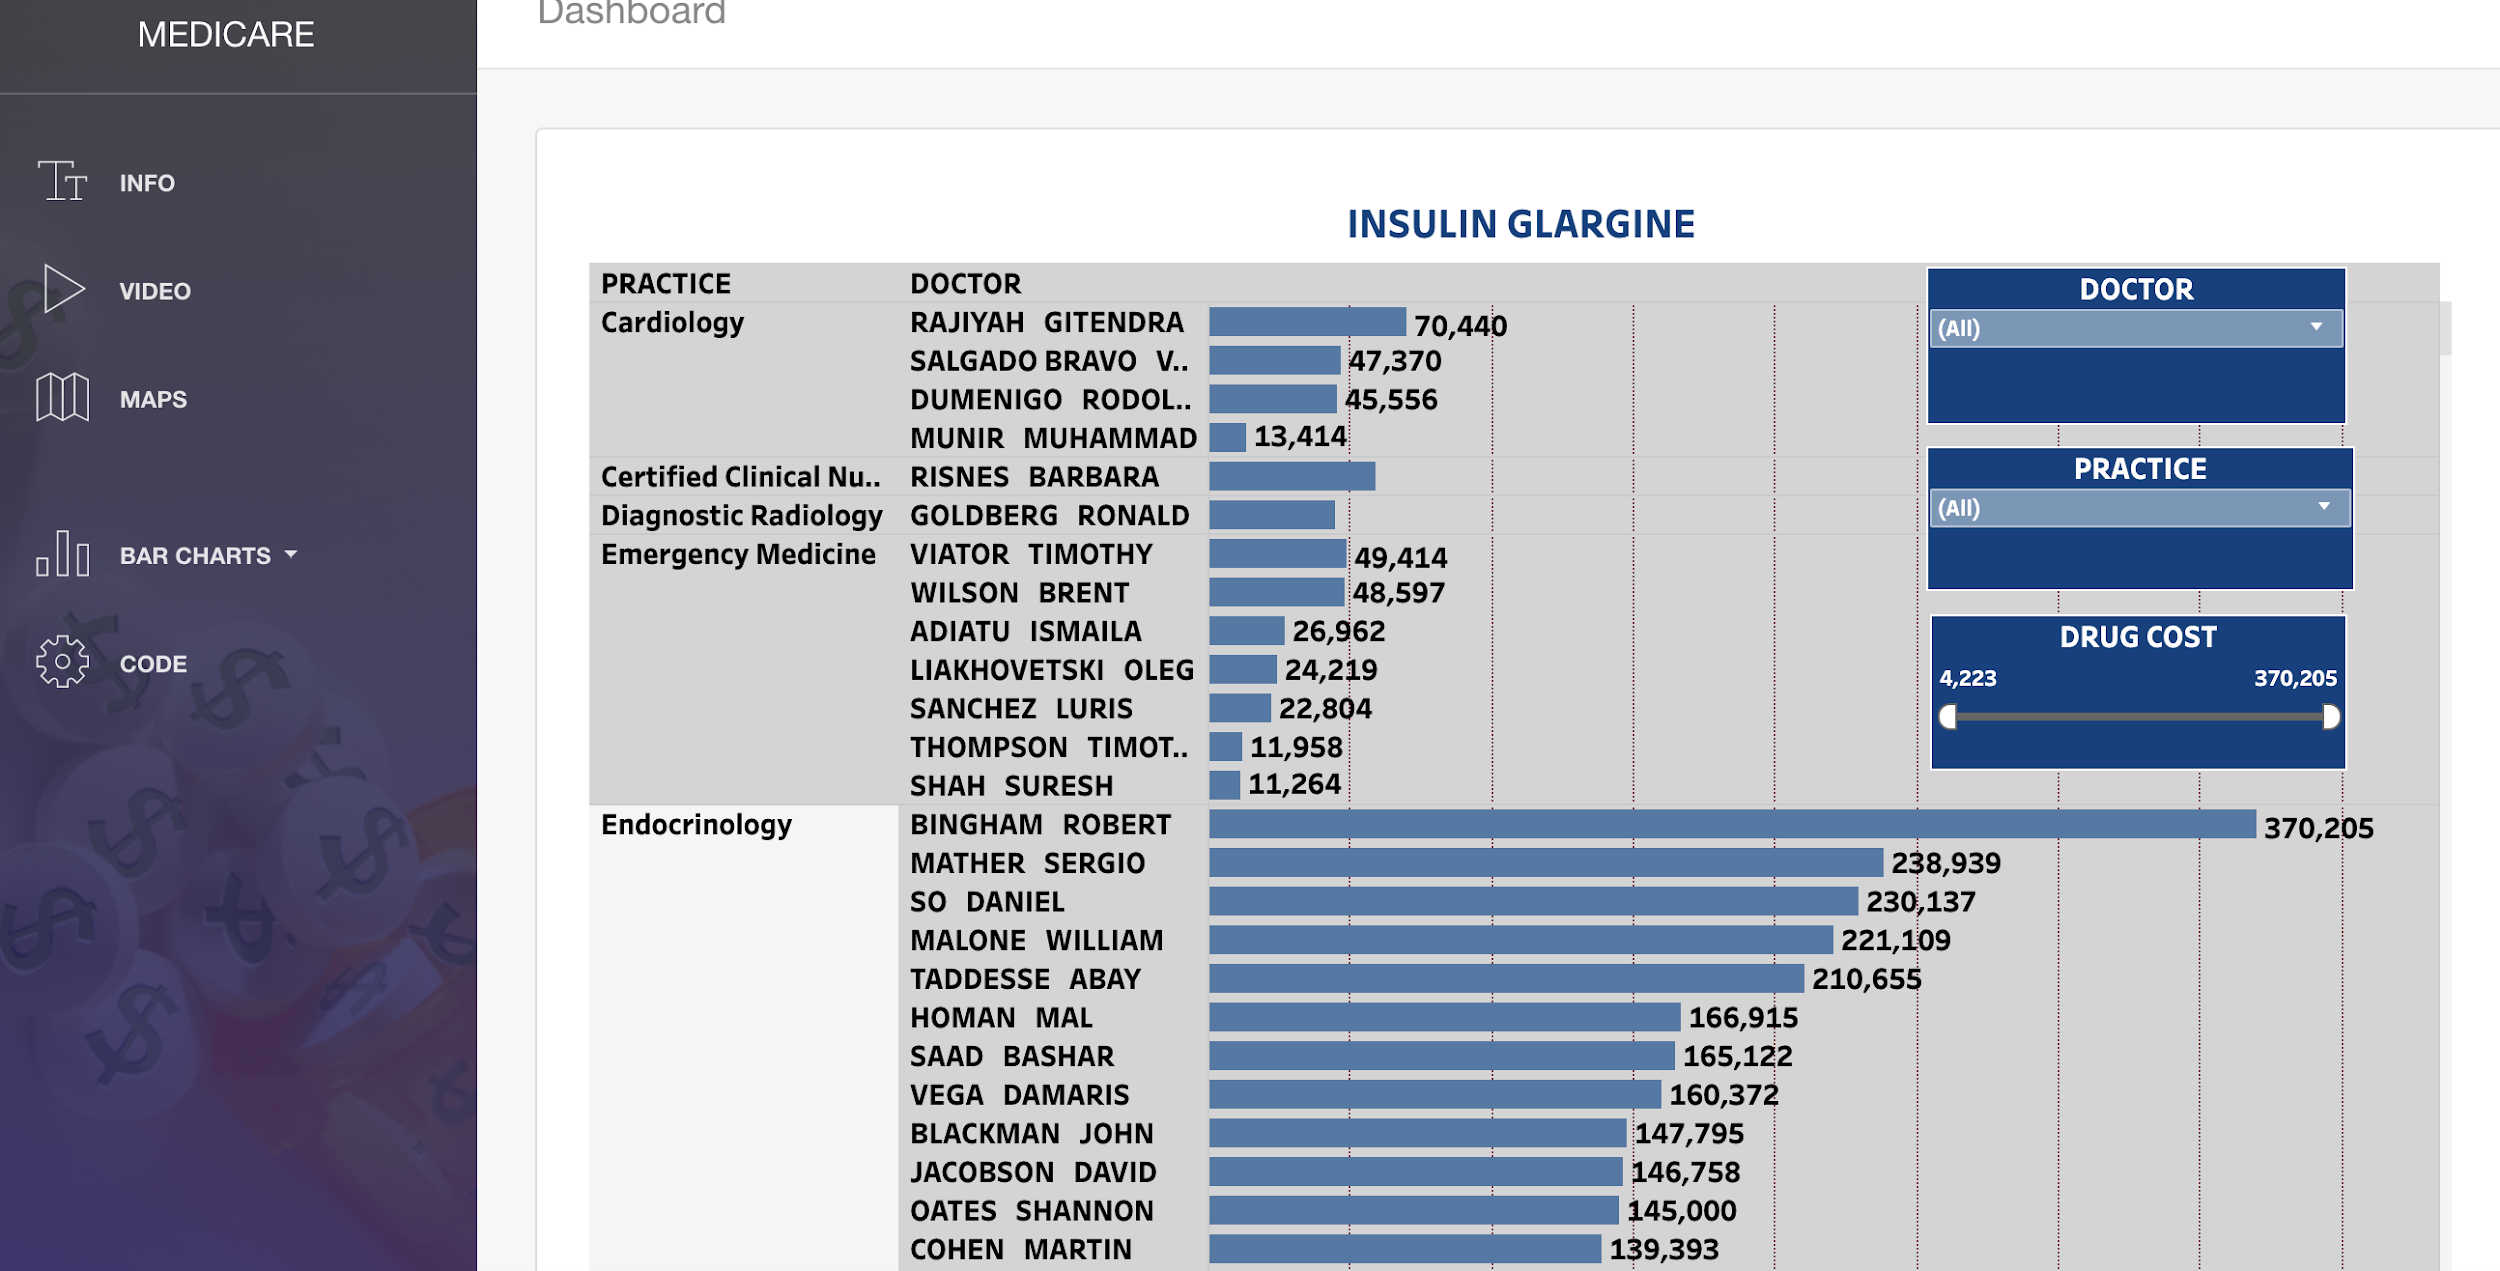 MEDICARE
Dashboard
INFO
VIDEO
MAPS
BAR CHARTS
CODE
INSULIN GLARGINE
PRACTICE DOCTOR
Cardiology RAJIYAH GITENDRA 70,440
SALGADO BRAVO V.. 47,370
DUMENIGO RODOL.. 45,556
MUNIR MUHAMMAD 13,414
Certified Clinical Nu.. RISNES BARBARA
Diagnostic Radiology GOLDBERG RONALD
Emergency Medicine VIATOR TIMOTHY 49,414
WILSON BRENT 48,597
ADIATU ISMAILA 26,962
LIAKHOVETSKI OLEG 24,219
SANCHEZ LURIS 22,804
THOMPSON TIMOT.. 11,958
SHAH SURESH 11,264
Endocrinology BINGHAM ROBERT 370,205
MATHER SERGIO 238,939
SO DANIEL 230,137
MALONE WILLIAM 221,109
TADDESSE ABAY 210,655
HOMAN MAL 166,915
SAAD BASHAR 165,122
VEGA DAMARIS 160,372
BLACKMAN JOHN 147,795
JACOBSON DAVID 146,758
OATES SHANNON 145,000
COHEN MARTIN 139,393
DOCTOR
(All)
PRACTICE
(All)
DRUG COST
4,223 370,205